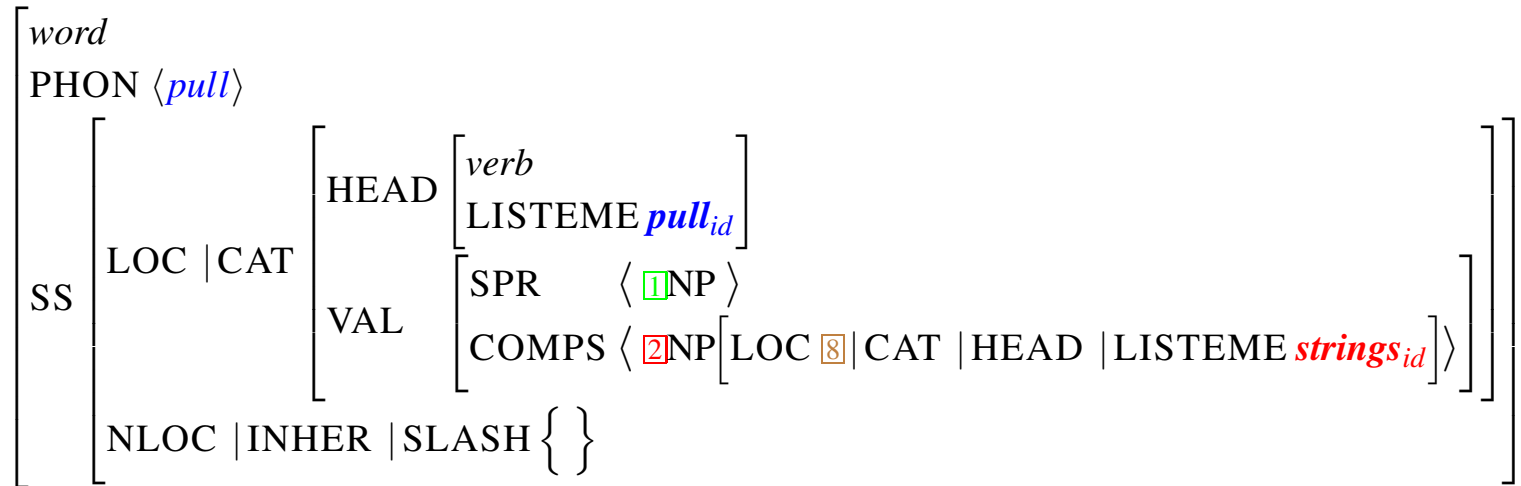 word
PHON ⟨pull⟩
SS
LOC |CAT
HEAD
verb
LISTEME pull_id
VAL
SPR ⟨ [1]NP ⟩
COMPS ⟨ [2]NP[LOC [8]|CAT |HEAD |LISTEME strings_id]⟩
NLOC |INHER |SLASH { }